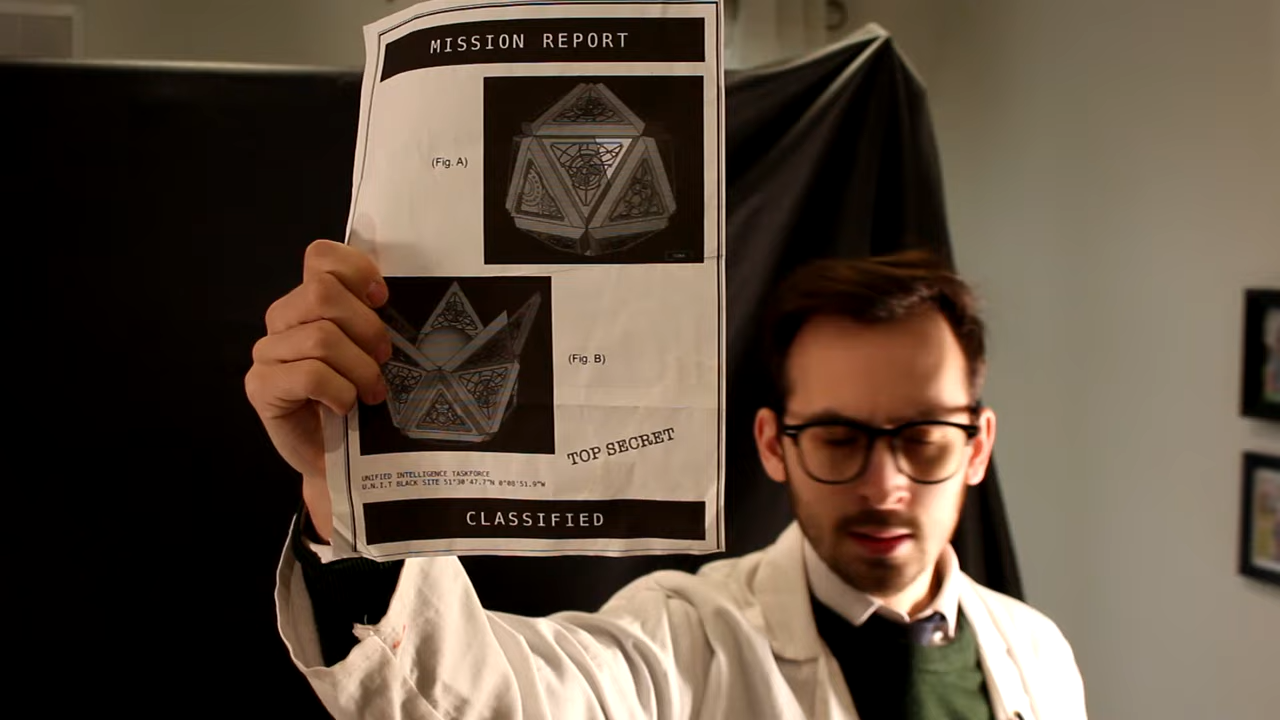 MISSION REPORT
(Fig. A)
(Fig. B)
TOP SECRET
UNIFIED INTELLIGENCE TASKFORCE
U.N.I.T BLACK SITE 51°30'47.7"N 0°08'51.9"W
CLASSIFIED